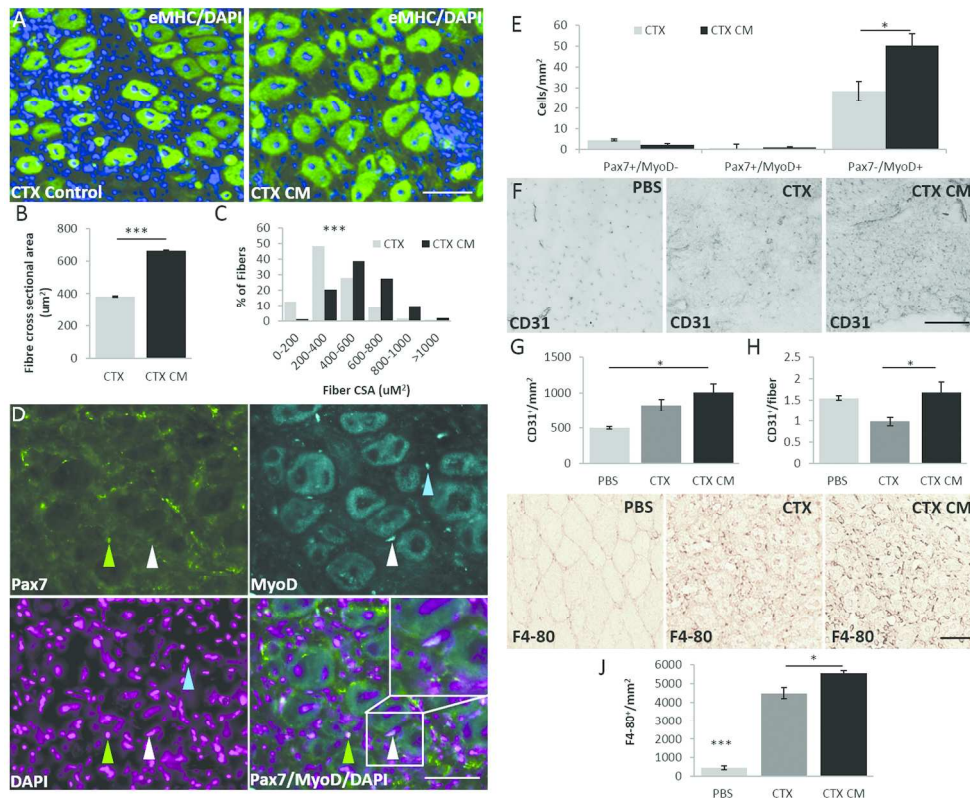 A
eMHC/DAPI
eMHC/DAPI
CTX Control
CTX CM
B
Fibre cross sectional area
(um²)
800
600
400
200
0
***
CTX
CTX CM
C
% of Fibers
60
50
40
30
20
10
0
***
CTX
CTX CM
0-200
200-400
400-600
600-800
800-1000
>1000
Fiber CSA (uM²)
D
Pax7
MyoD
DAPI
Pax7/MyoD/DAPI
E
CTX
CTX CM
Cells/mm²
60
50
40
30
20
10
0
*
Pax7+/MyoD-
Pax7+/MyoD+
Pax7-/MyoD+
F
PBS
CTX
CTX CM
CD31
CD31
CD31
G
CD31⁺/mm²
1500
1000
500
0
*
PBS
CTX
CTX CM
H
CD31⁺/fiber
2
1.5
1
0.5
0
*
PBS
CTX
CTX CM
PBS
CTX
CTX CM
F4-80
F4-80
F4-80
J
F4-80⁺/mm²
6000
5000
4000
3000
2000
1000
0
***
*
PBS
CTX
CTX CM